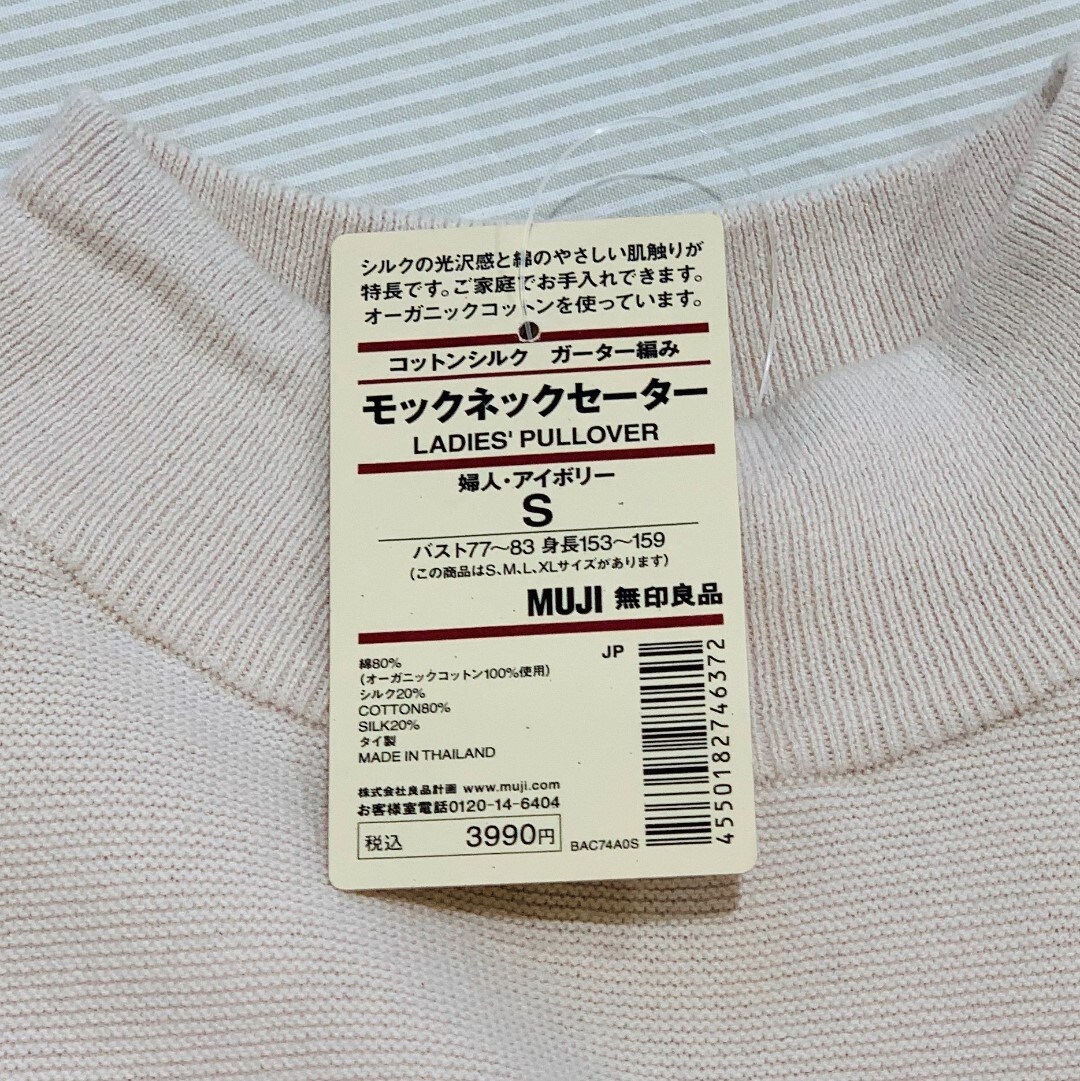 シルクの光沢感と綿のやさしい肌触りが
特長です。ご家庭でお手入れできます。
オーガニックコットンを使っています。
コットンシルク ガーター編み
モックネックセーター
LADIES' PULLOVER
婦人・アイボリー
S
バスト77〜83 身長153〜159
(この商品はS、M、L、XLサイズがあります)
MUJI 無印良品
JP
綿80%
(オーガニックコットン100%使用)
シルク20%
COTTON80%
SILK20%
タイ製
MADE IN THAILAND
株式会社良品計画 www.muji.com
お客様室電話0120-14-6404
税込 3990円
BAC74A0S
4550182746372